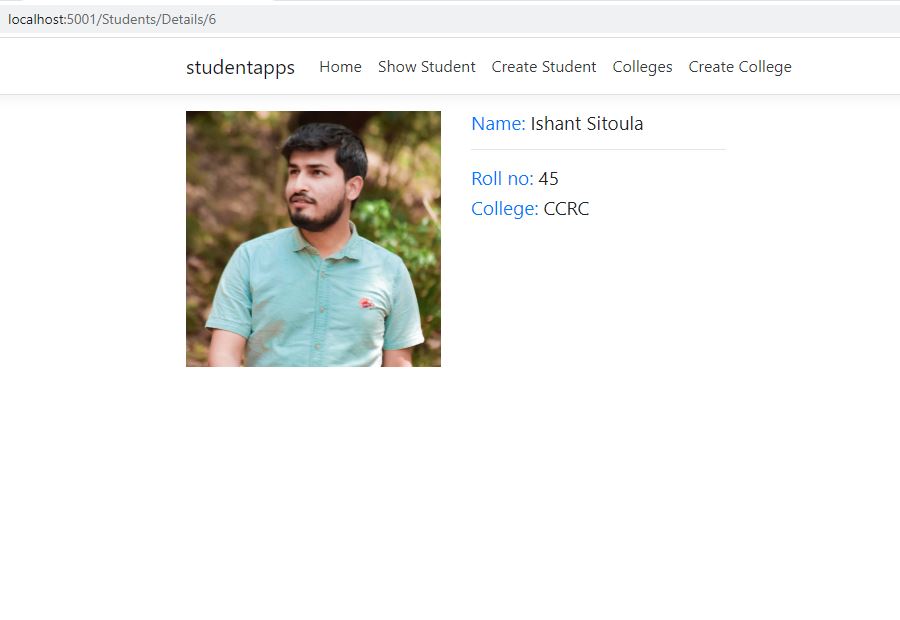 localhost:5001/Students/Details/6
studentapps Home Show Student Create Student Colleges Create College
Name: Ishant Sitoula
Roll no: 45
College: CCRC